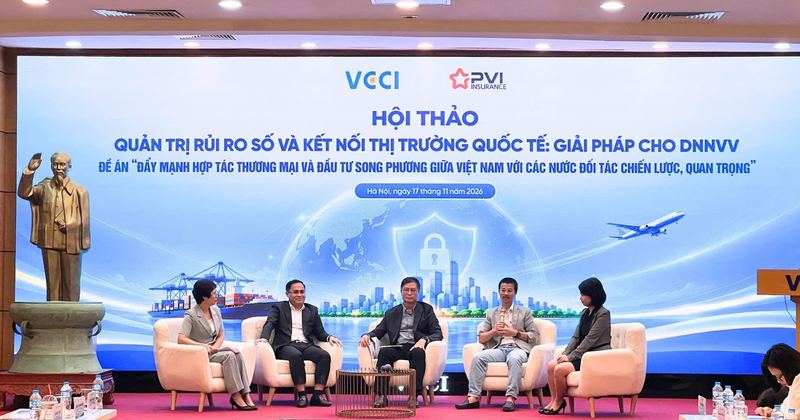 VCCI
PVI
INSURANCE
HỘI THẢO
QUẢN TRỊ RỦI RO SỐ VÀ KẾT NỐI THỊ TRƯỜNG QUỐC TẾ: GIẢI PHÁP CHO DNNVV
ĐỀ ÁN "ĐẨY MẠNH HỢP TÁC THƯƠNG MẠI VÀ ĐẦU TƯ SONG PHƯƠNG GIỮA VIỆT NAM VỚI CÁC NƯỚC ĐỐI TÁC CHIẾN LƯỢC, QUAN TRỌNG"
Hà Nội, ngày 17 tháng 11 năm 2026
V